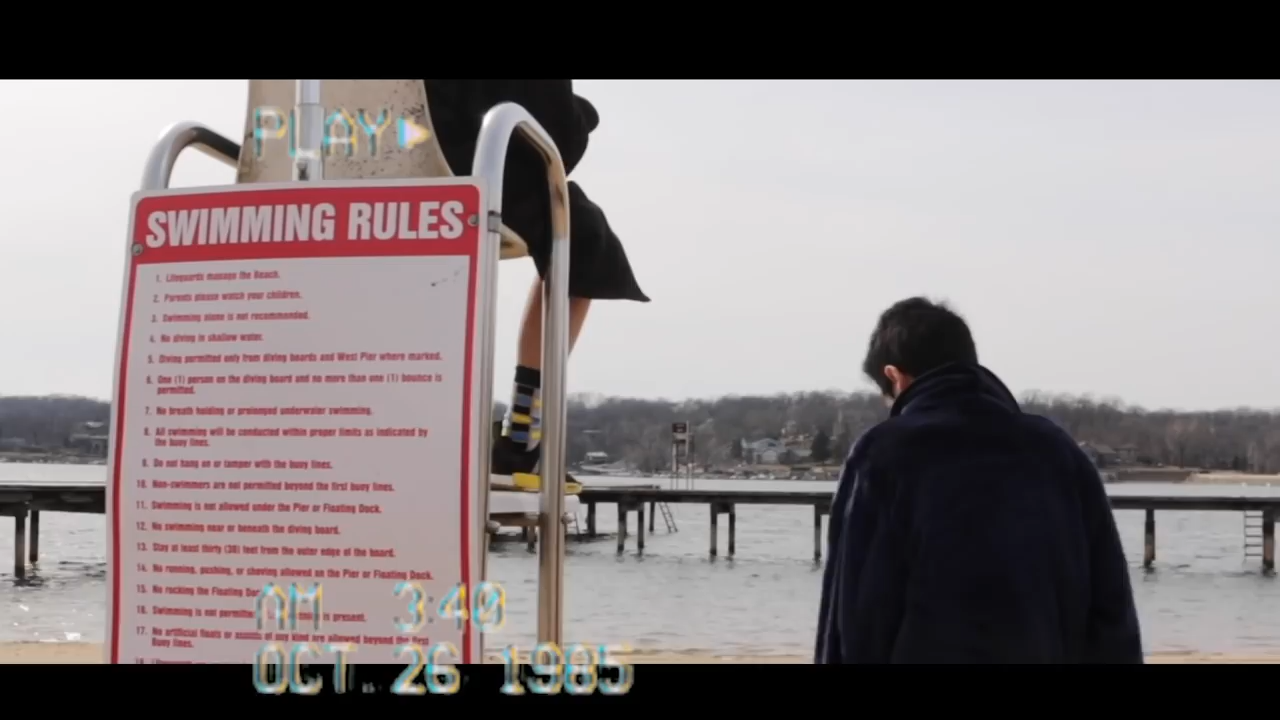 PLAY
SWIMMING RULES
1. Lifeguards manage the Beach.
2. Parents please watch your children.
3. Swimming alone is not recommended.
4. No diving in shallow water.
5. Diving permitted only from diving boards and West Pier where marked.
6. One (1) person on the diving board and no more than one (1) bounce is
permitted.
7. No breath holding or prolonged underwater swimming.
8. All swimming will be conducted within proper limits as indicated by
the buoy lines.
9. Do not hang on or tamper with the buoy lines.
10. Non-swimmers are not permitted beyond the first buoy lines.
11. Swimming is not allowed under the Pier or Floating Dock.
12. No swimming near or beneath the diving board.
13. Stay at least thirty (30) feet from the outer edge of the board.
14. No running, pushing, or shoving allowed on the Pier or Floating Dock.
15. No rocking the Floating
16. Swimming is not is present.
17. No artificial floats or assists of any kind are allowed beyond the first
Buoy lines.
AM 3:40
OCT. 26 1985